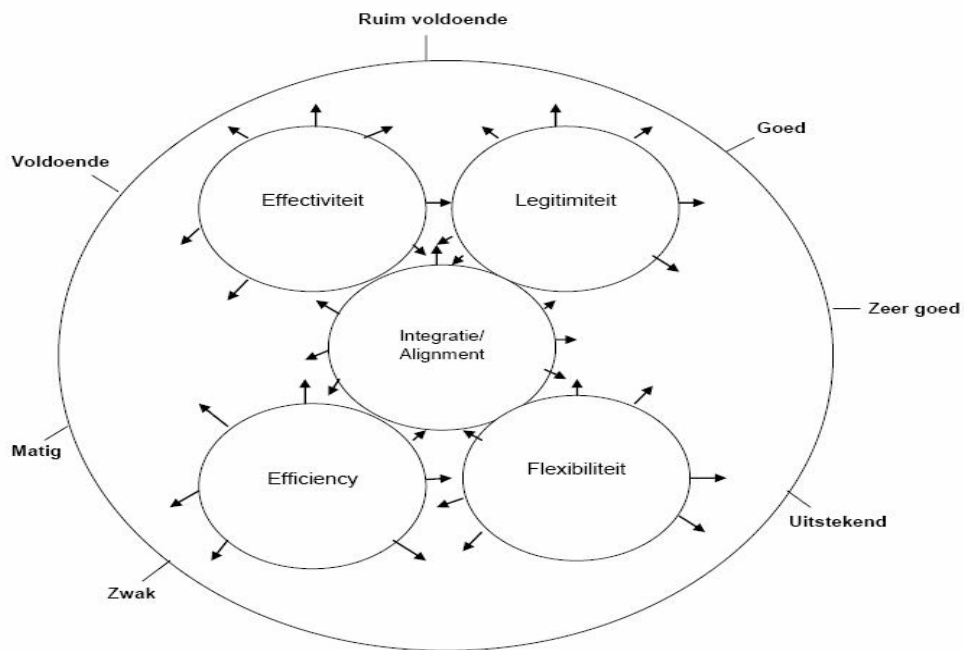 Ruim voldoende
Goed
Voldoende
Effectiviteit
Legitimiteit
Zeer goed
Integratie/
Alignment
Matig
Efficiency
Flexibiliteit
Uitstekend
Zwak